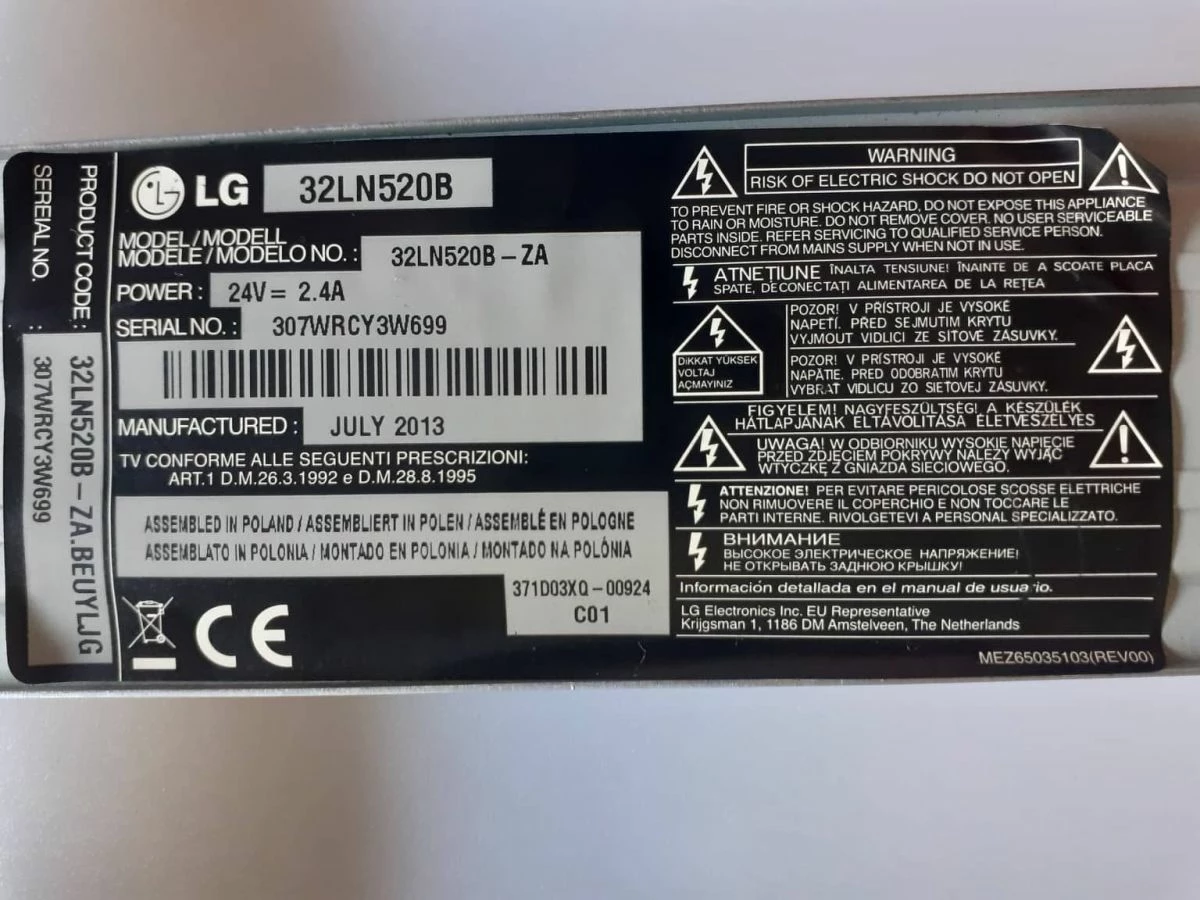 PRODUCT CODE :
32LN520B – ZA.BEUYLJG
SEREIAL NO. :
307WRCY3W699
LG 32LN520B
MODEL / MODELL
MODELE / MODELO NO. : 32LN520B – ZA
POWER : 24V= 2.4A
SERIAL NO. : 307WRCY3W699
MANUFACTURED : JULY 2013
TV CONFORME ALLE SEGUENTI PRESCRIZIONI:
ART.1 D.M.26.3.1992 e D.M.28.8.1995
ASSEMBLED IN POLAND / ASSEMBLIERT IN POLEN / ASSEMBLÉ EN POLOGNE
ASSEMBLATO IN POLONIA / MONTADO EN POLONIA / MONTADO NA POLÓNIA
371D03XQ – 00924
C01
CE
WARNING
RISK OF ELECTRIC SHOCK DO NOT OPEN
TO PREVENT FIRE OR SHOCK HAZARD, DO NOT EXPOSE THIS APPLIANCE
TO RAIN OR MOISTURE. DO NOT REMOVE COVER. NO USER SERVICEABLE
PARTS INSIDE. REFER SERVICING TO QUALIFIED SERVICE PERSON.
DISCONNECT FROM MAINS SUPPLY WHEN NOT IN USE.
ATNEȚIUNE ÎNALTA TENSIUNE! ÎNAINTE DE A SCOATE PLACA
SPATE, DECONECTAȚI ALIMENTAREA DE LA REȚEA
DİKKAT YÜKSEK
VOLTAJ
AÇMAYINIZ
POZOR! V PŘÍSTROJI JE VYSOKÉ
NAPETÍ. PŘED SEJMUTIM KRYTU
VYJMOUT VIDLICI ZE SÍTOVÉ ZÁSUVKY.
POZOR! V PRÍSTROJI JE VYSOKÉ
NAPÄTIE. PRED ODOBRATIM KRYTU
VYBRAT VIDLICU ZO SIEŤOVEJ ZÁSUVKY.
FIGYELEM! NAGYFESZÜLTSÉG! A KÉSZÜLÉK
HÁTLAPJÁNAK ELTÁVOLÍTÁSA ÉLETVESZÉLYES
UWAGA! W ODBIORNIKU WYSOKIE NAPIĘCIE
PRZED ZDJĘCIEM POKRYWY NALEŻY WYJĄĆ
WTYCZKĘ Z GNIAZDA SIECIOWEGO.
ATTENZIONE! PER EVITARE PERICOLOSE SCOSSE ELETTRICHE
NON RIMUOVERE IL COPERCHIO E NON TOCCARE LE
PARTI INTERNE. RIVOLGETEVI A PERSONAL SPECIALIZZATO.
ВНИМАНИЕ
ВЫСОКОЕ ЭЛЕКТРИЧЕСКОЕ НАПРЯЖЕНИЕ!
НЕ ОТКРЫВАТЬ ЗАДНЮЮ КРЫШКУ!
Información detallada en el manual de usuario.
LG Electronics Inc. EU Representative
Krijgsman 1, 1186 DM Amstelveen, The Netherlands
MEZ65035103(REV00)